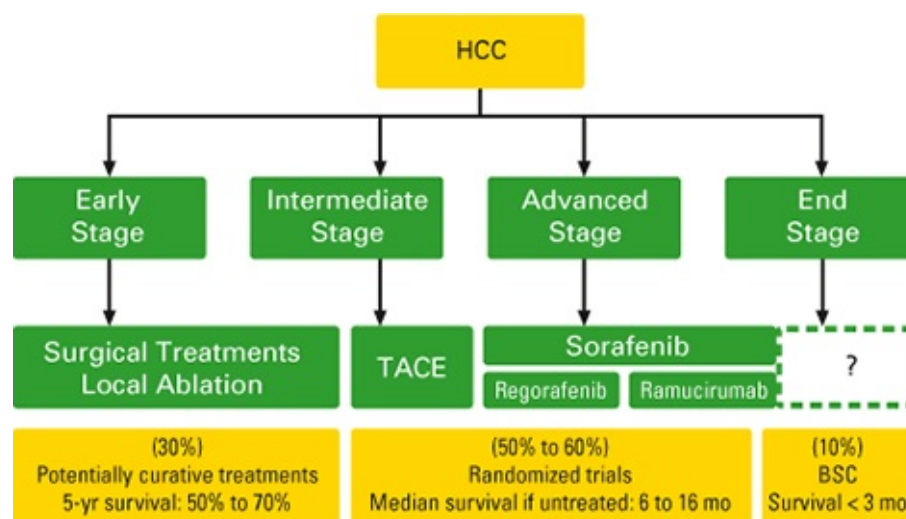 HCC
Early
Stage
Intermediate
Stage
Advanced
Stage
End
Stage
Surgical Treatments
Local Ablation
TACE
Sorafenib
Regorafenib
Ramucirumab
?
(30%)
Potentially curative treatments
5-yr survival: 50% to 70%
(50% to 60%)
Randomized trials
Median survival if untreated: 6 to 16 mo
(10%)
BSC
Survival < 3 mo